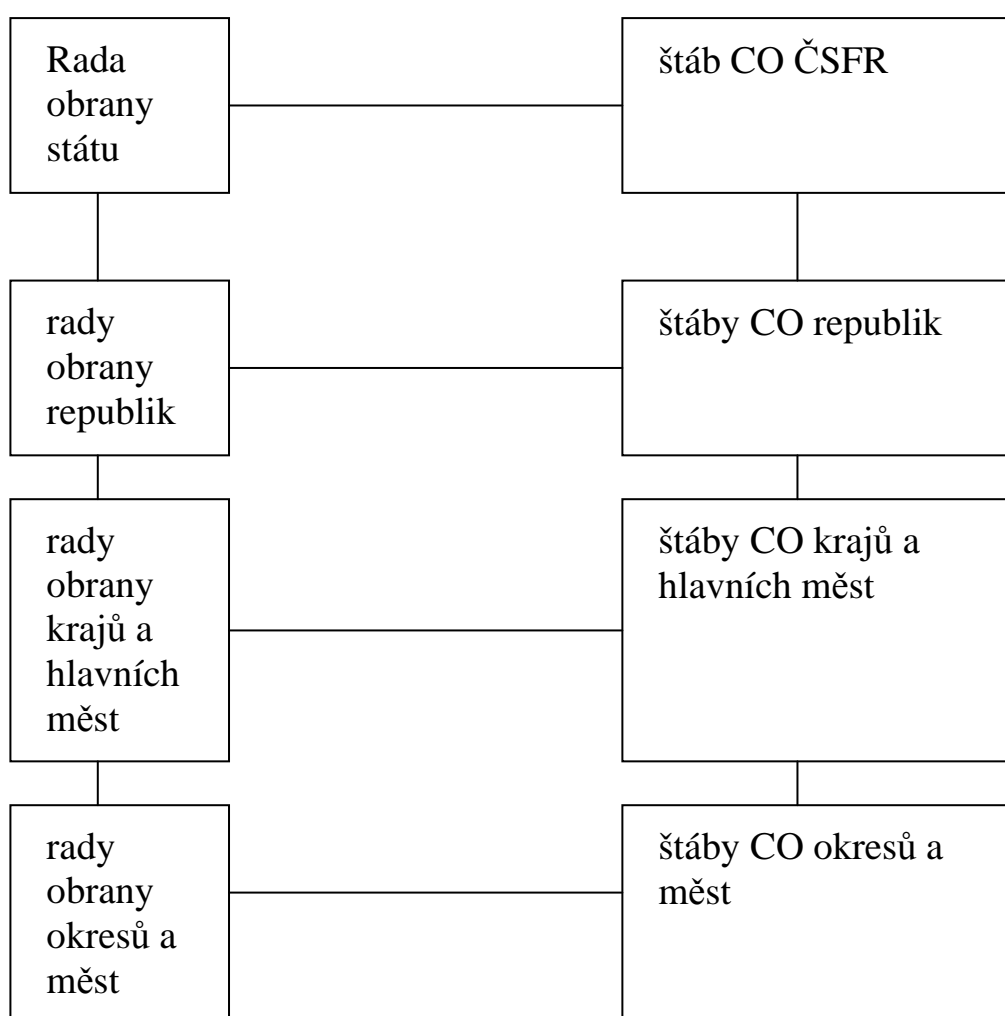 Rada
obrany
státu
štáb CO ČSFR
rady
obrany
republik
štáby CO republik
rady
obrany
krajů a
hlavních
měst
štáby CO krajů a
hlavních měst
rady
obrany
okresů a
měst
štáby CO okresů a
měst